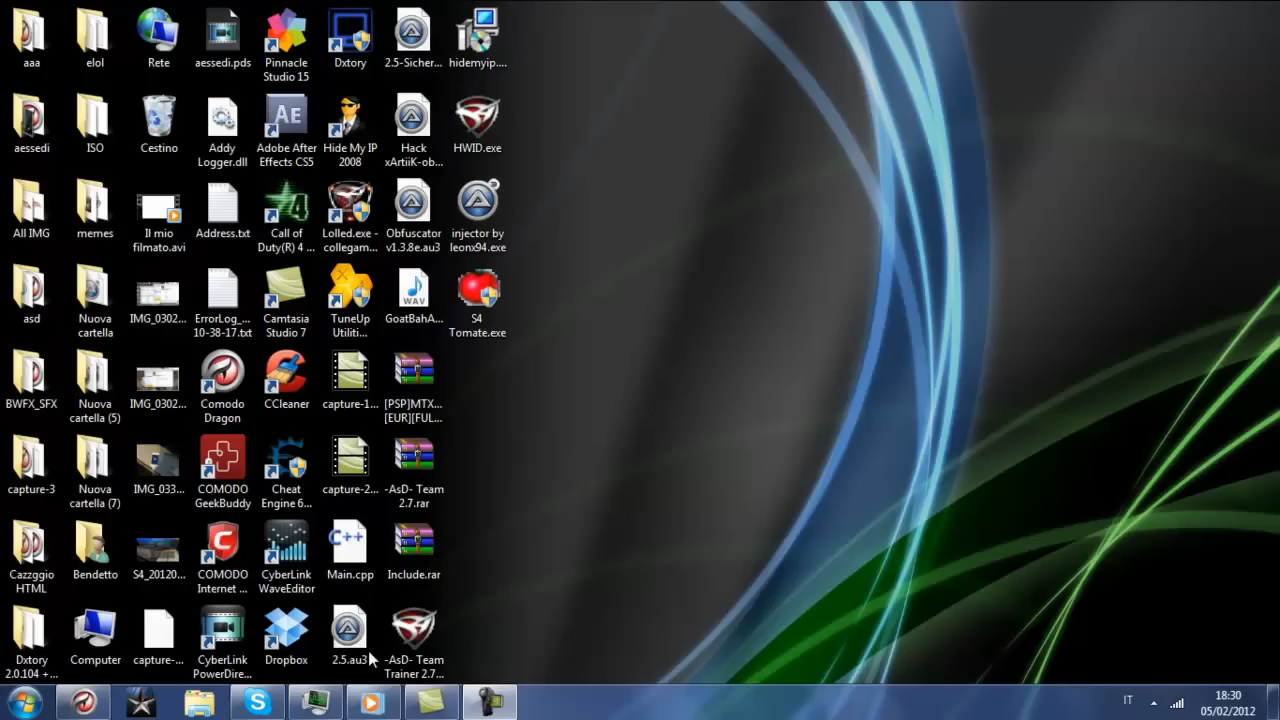 aaa
elol
Rete
aessedi.pds
Pinnacle
Studio 15
Dxtory
2.5-Sicher...
hidemyip....
aessedi
ISO
Cestino
Addy
Logger.dll
Adobe After
Effects CS5
Hide My IP
2008
Hack
xArtiiK-ob...
HWID.exe
All IMG
memes
Il mio
filmato.avi
Address.txt
Call of
Duty(R) 4 ...
Lolled.exe -
collegam...
Obfuscator
v1.3.8e.au3
injector by
leonx94.exe
asd
Nuova
cartella
IMG_0302...
ErrorLog_...
10-38-17.txt
Camtasia
Studio 7
TuneUp
Utiliti...
GoatBahA...
WAV
S4
Tomate.exe
BWFX_SFX
Nuova
cartella (5)
IMG_0302...
Comodo
Dragon
CCleaner
capture-1...
[PSP]MTX...
[EUR][FUL...
capture-3
Nuova
cartella (7)
IMG_033...
COMODO
GeekBuddy
Cheat
Engine 6...
capture-2...
-AsD- Team
2.7.rar
Cazzggio
HTML
Bendetto
S4_20120...
COMODO
Internet ...
CyberLink
WaveEditor
C++
Main.cpp
Include.rar
Dxtory
2.0.104 +...
Computer
capture-...
CyberLink
PowerDire...
Dropbox
2.5.au3
-AsD- Team
Trainer 2.7...
IT
18:30
05/02/2012